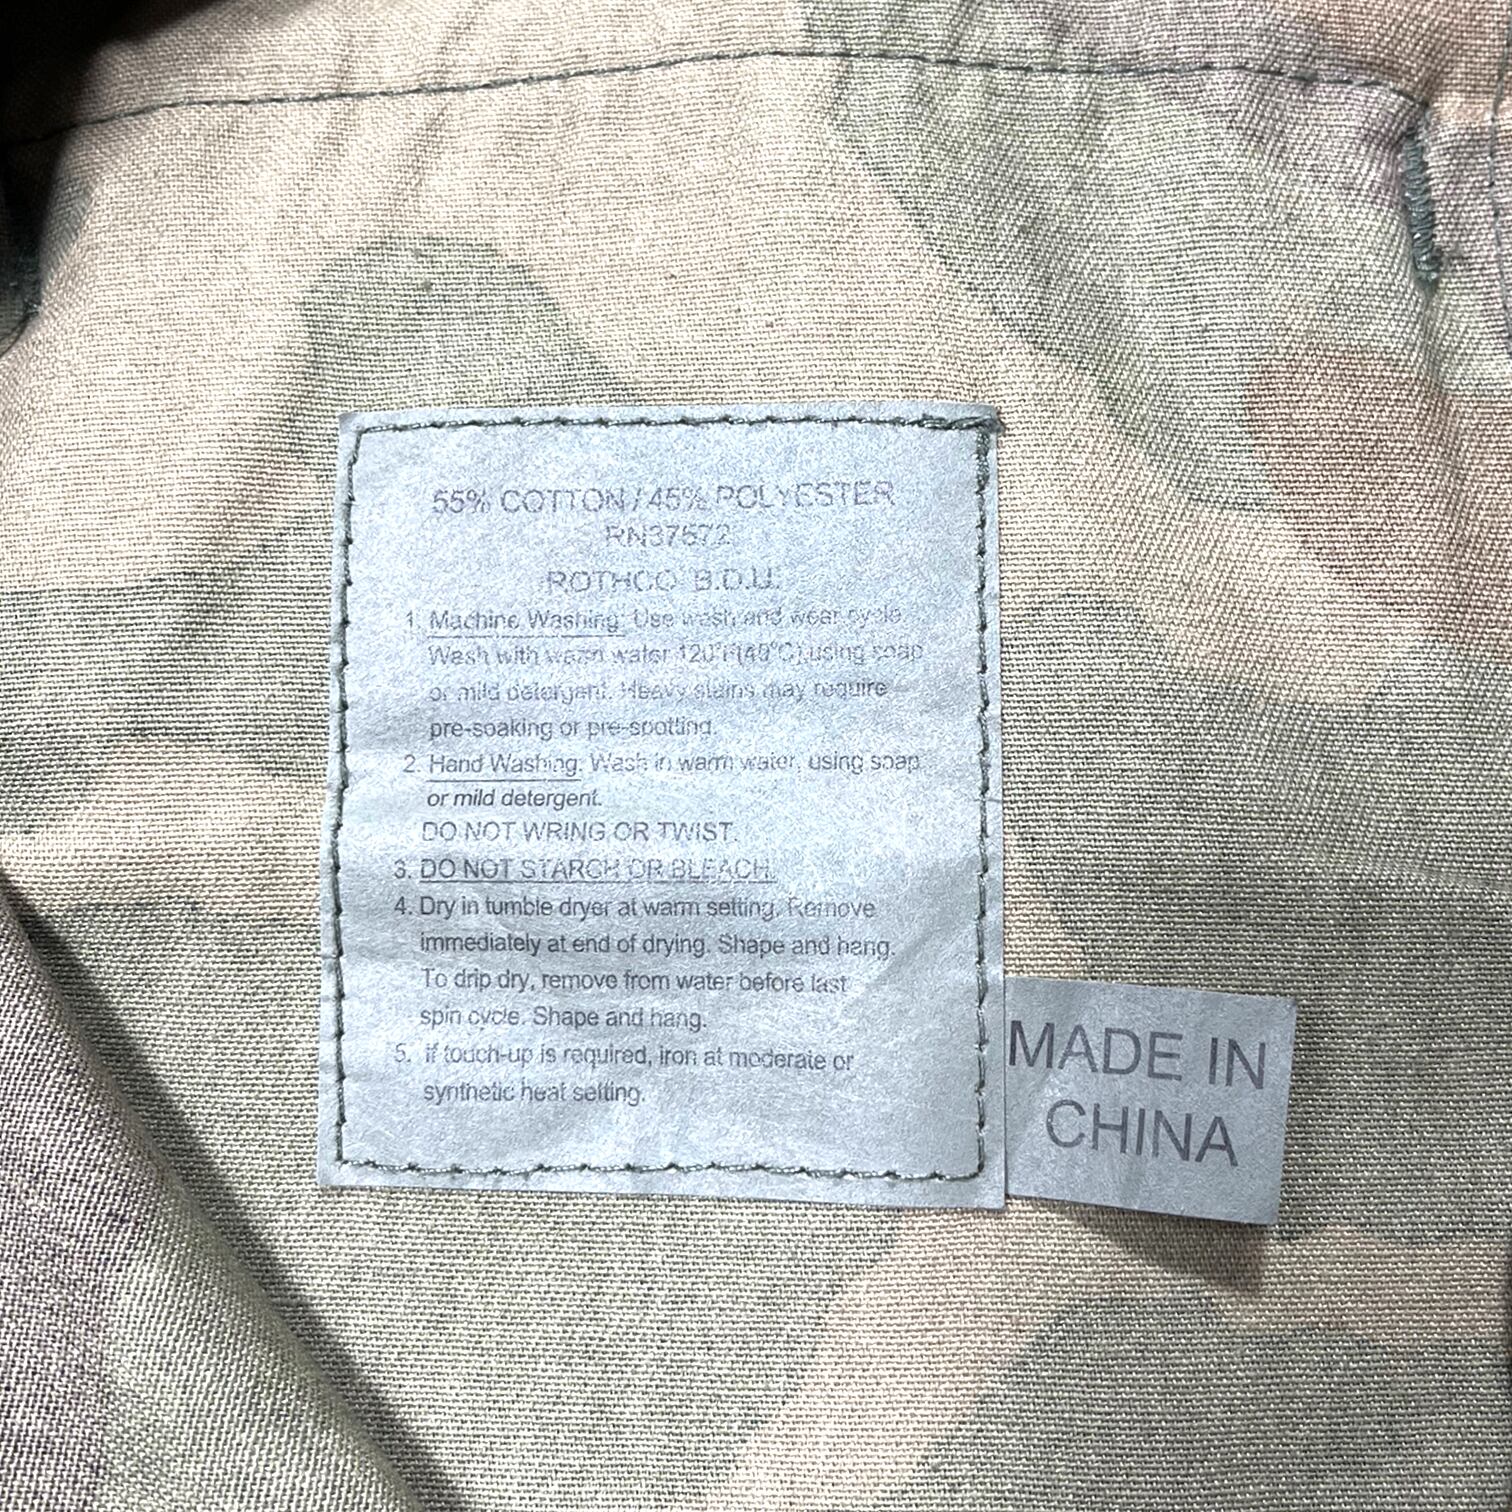 55% COTTON / 45% POLYESTER
RN37572
ROTHCO B.D.U.
1. Machine Washing: Use wash and wear cycle.
Wash with warm water 120°F(49°C),using soap
or mild detergent. Heavy stains may require
pre-soaking or pre-spotting.
2. Hand Washing: Wash in warm water, using soap
or mild detergent.
DO NOT WRING OR TWIST.
3. DO NOT STARCH OR BLEACH.
4. Dry in tumble dryer at warm setting. Remove
immediately at end of drying. Shape and hang.
To drip dry, remove from water before last
spin cycle. Shape and hang.
5. if touch-up is required, iron at moderate or
synthetic heat setting.
MADE IN
CHINA